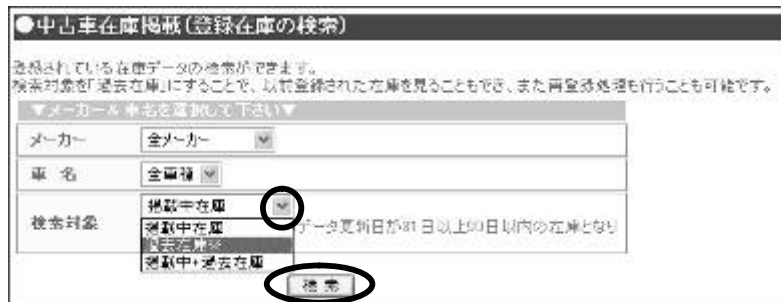 ●中古車在庫掲載(登録在庫の検索)
登録されている在庫データの検索ができます。
検索対象を「過去在庫」にすることで、以前登録された在庫を見ることもでき、また再登録処理も行うことも可能です。
▼メーカー& 車名を選択して下さい▼
メーカー 全メーカー
車 名 全車種
検索対象 掲載中在庫
掲載中在庫 データ更新日が31日以上90日以内の在庫となり
過去在庫※
掲載中+過去在庫
検 索